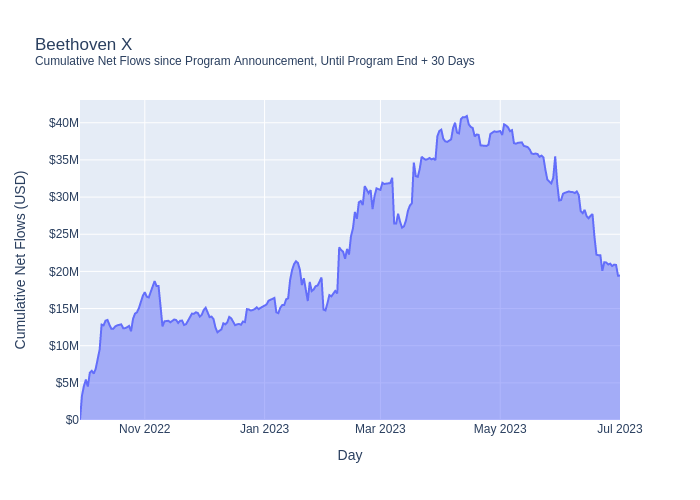 Beethoven X
Cumulative Net Flows since Program Announcement, Until Program End + 30 Days
Cumulative Net Flows (USD)
$40M
$35M
$30M
$25M
$20M
$15M
$10M
$5M
$0
Nov 2022
Jan 2023
Mar 2023
May 2023
Jul 2023
Day